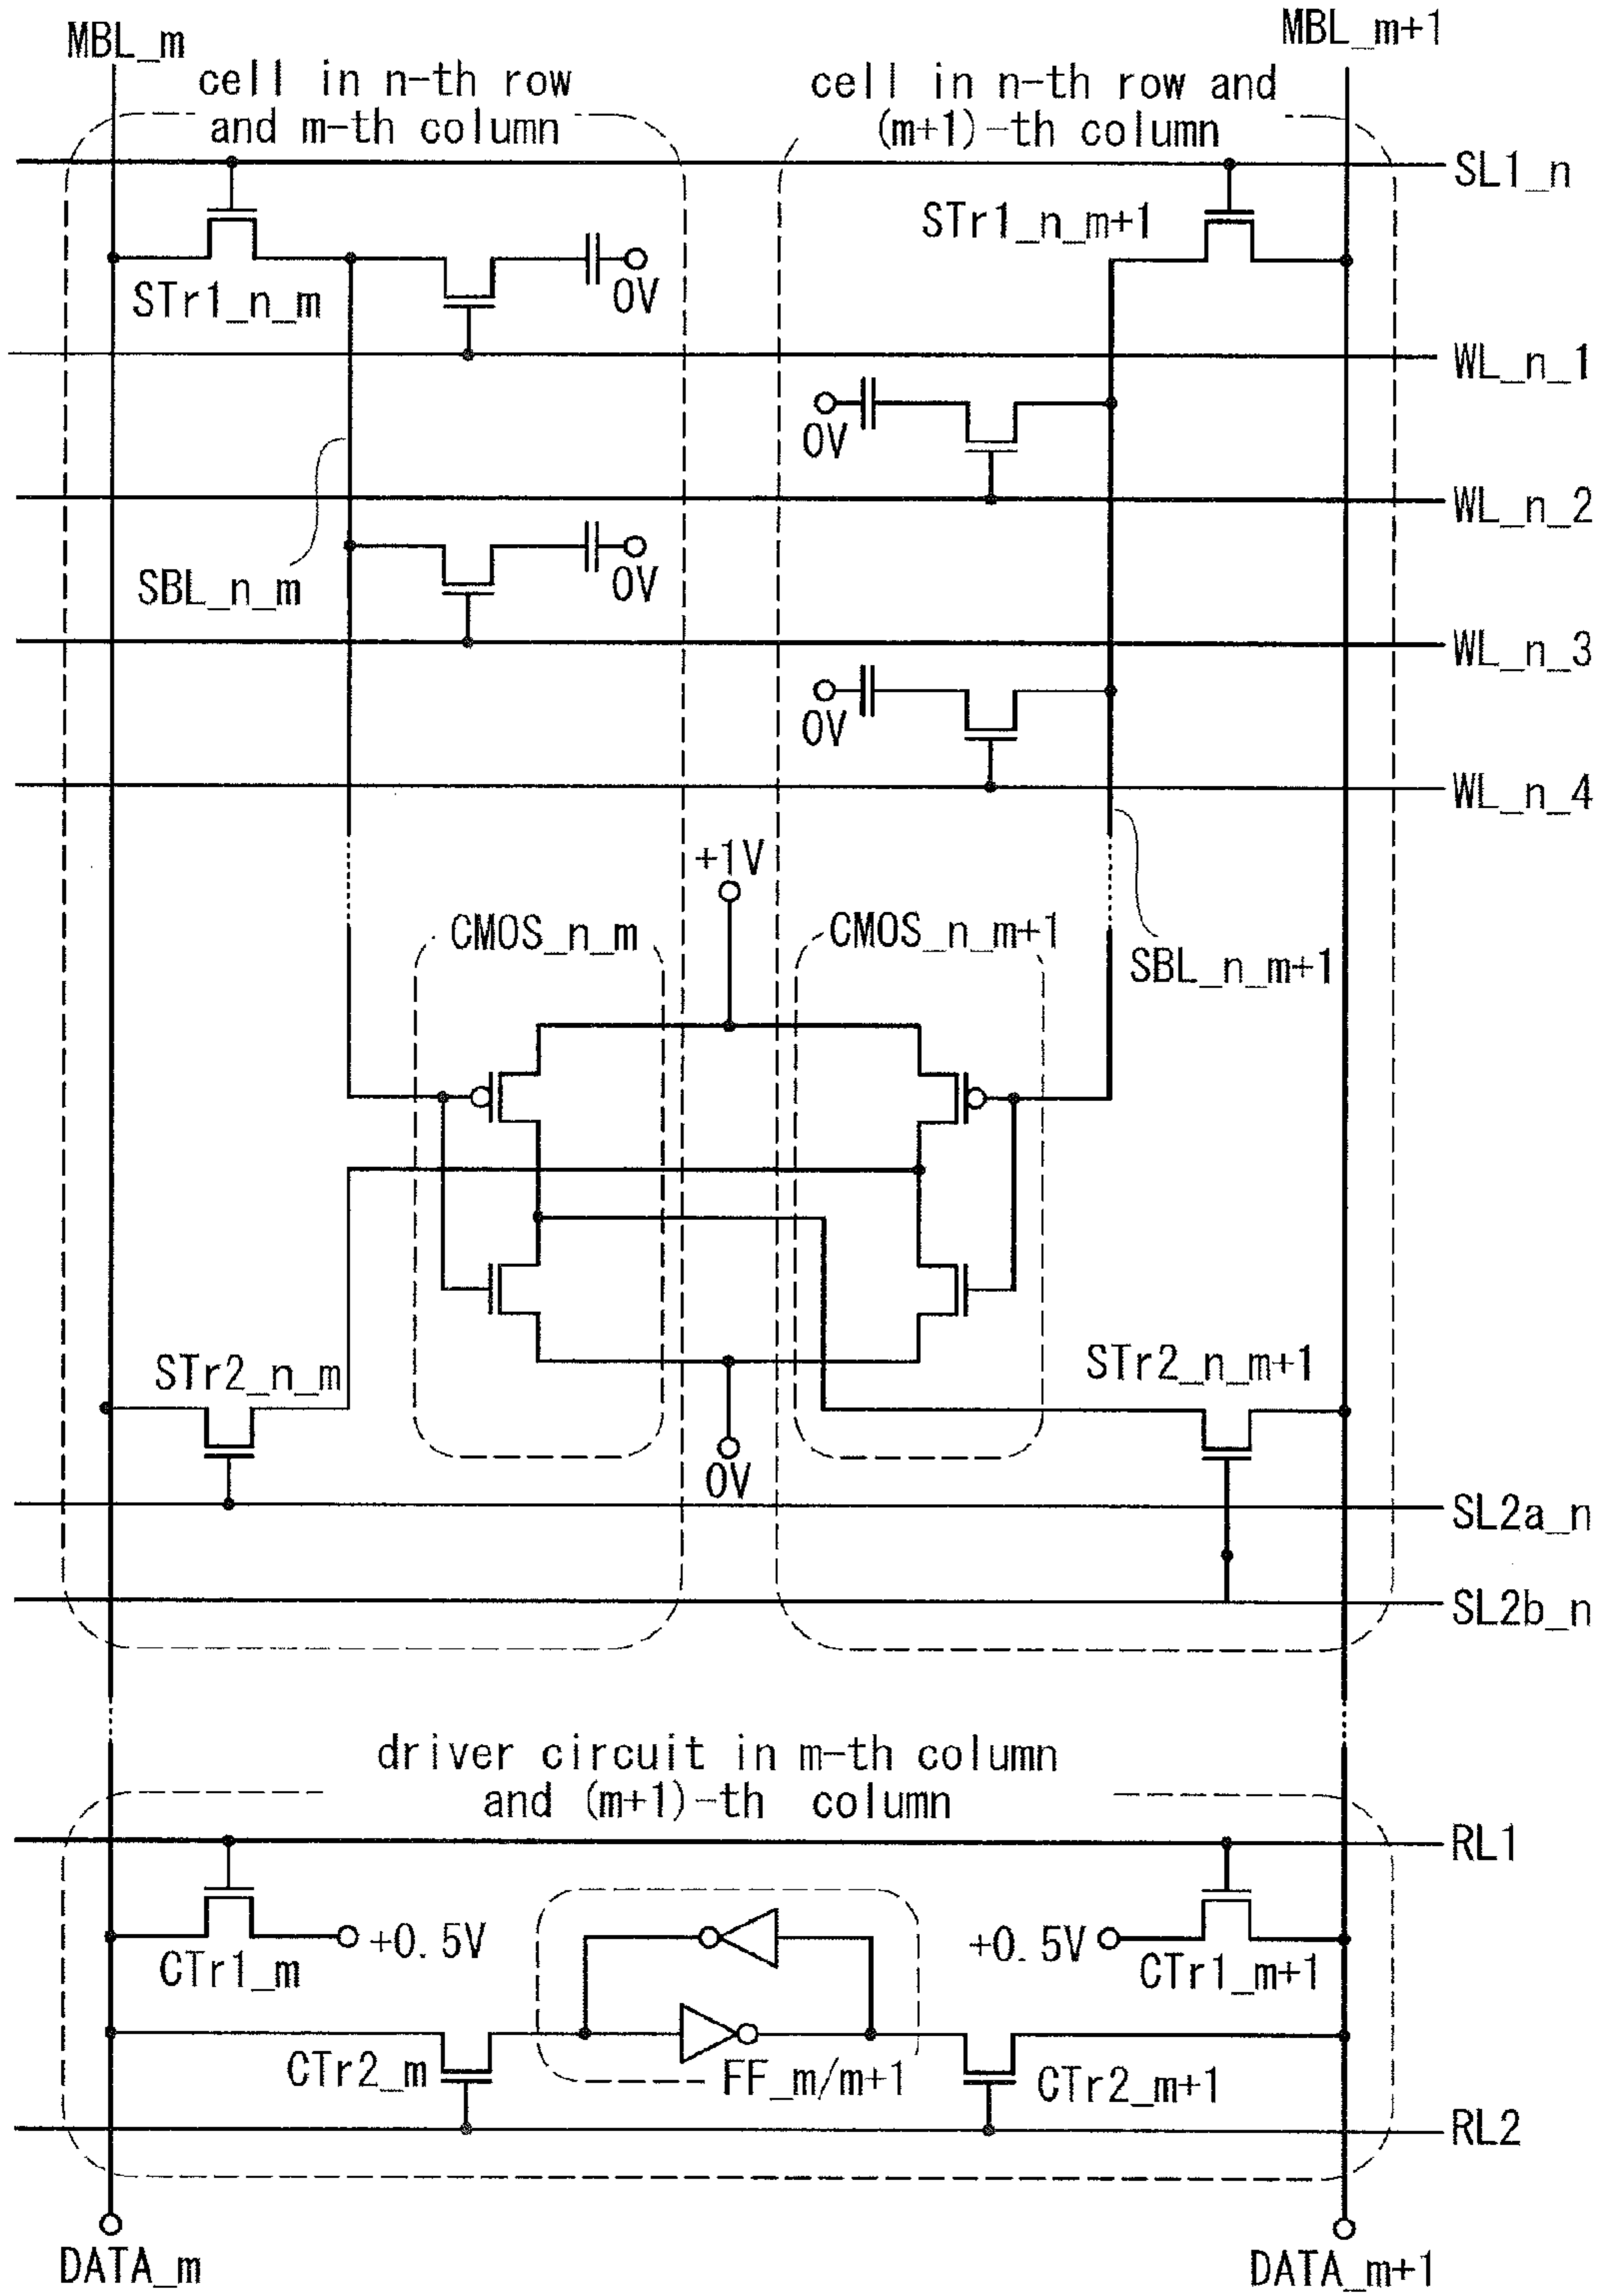 MBL_m
MBL_m+1
cell in n-th row
and m-th column
cell in n-th row and
(m+1)-th column
SL1_n
STr1_n_m+1
STr1_n_m
0V
WL_n_1
0V
WL_n_2
SBL_n_m
0V
WL_n_3
0V
WL_n_4
+1V
CMOS_n_m
CMOS_n_m+1
SBL_n_m+1
STr2_n_m
STr2_n_m+1
0V
SL2a_n
SL2b_n
driver circuit in m-th column
and (m+1)-th column
RL1
+0.5V
+0.5V
CTr1_m
CTr1_m+1
CTr2_m
FF_m/m+1
CTr2_m+1
RL2
DATA_m
DATA_m+1